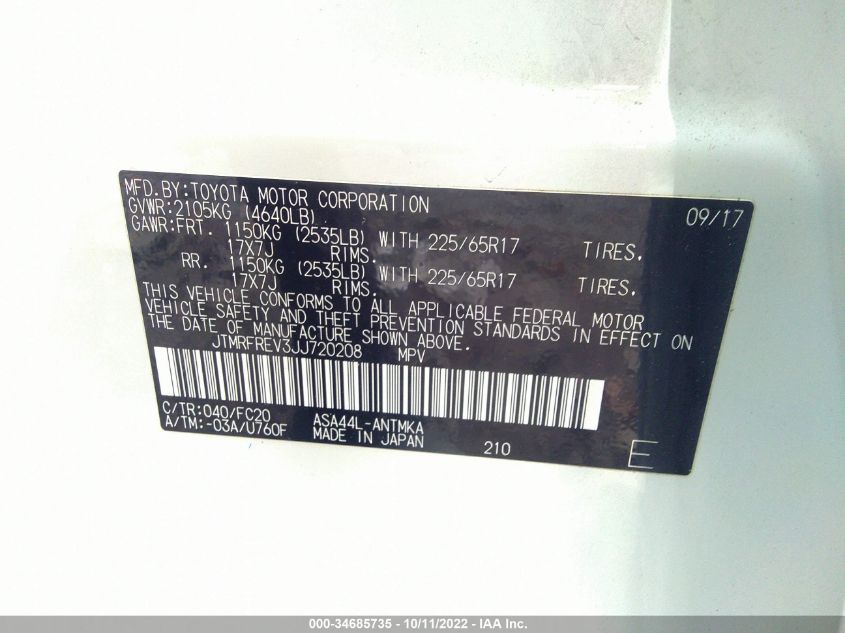 MFD.BY:TOYOTA MOTOR CORPORATION 09/17
GVWR:2105KG (4640LB)
GAWR:FRT. 1150KG (2535LB) WITH 225/65R17 TIRES.
17X7J RIMS.
RR. 1150KG (2535LB) WITH 225/65R17 TIRES.
17X7J RIMS.
THIS VEHICLE CONFORMS TO ALL APPLICABLE FEDERAL MOTOR
VEHICLE SAFETY AND THEFT PREVENTION STANDARDS IN EFFECT ON
THE DATE OF MANUFACTURE SHOWN ABOVE.
JTMRFREV3JJ720208 MPV
C/TR:040/FC20 ASA44L-ANTMKA
A/TM:-03A/U760F MADE IN JAPAN 210 E
000-34685735 - 10/11/2022 - IAA Inc.